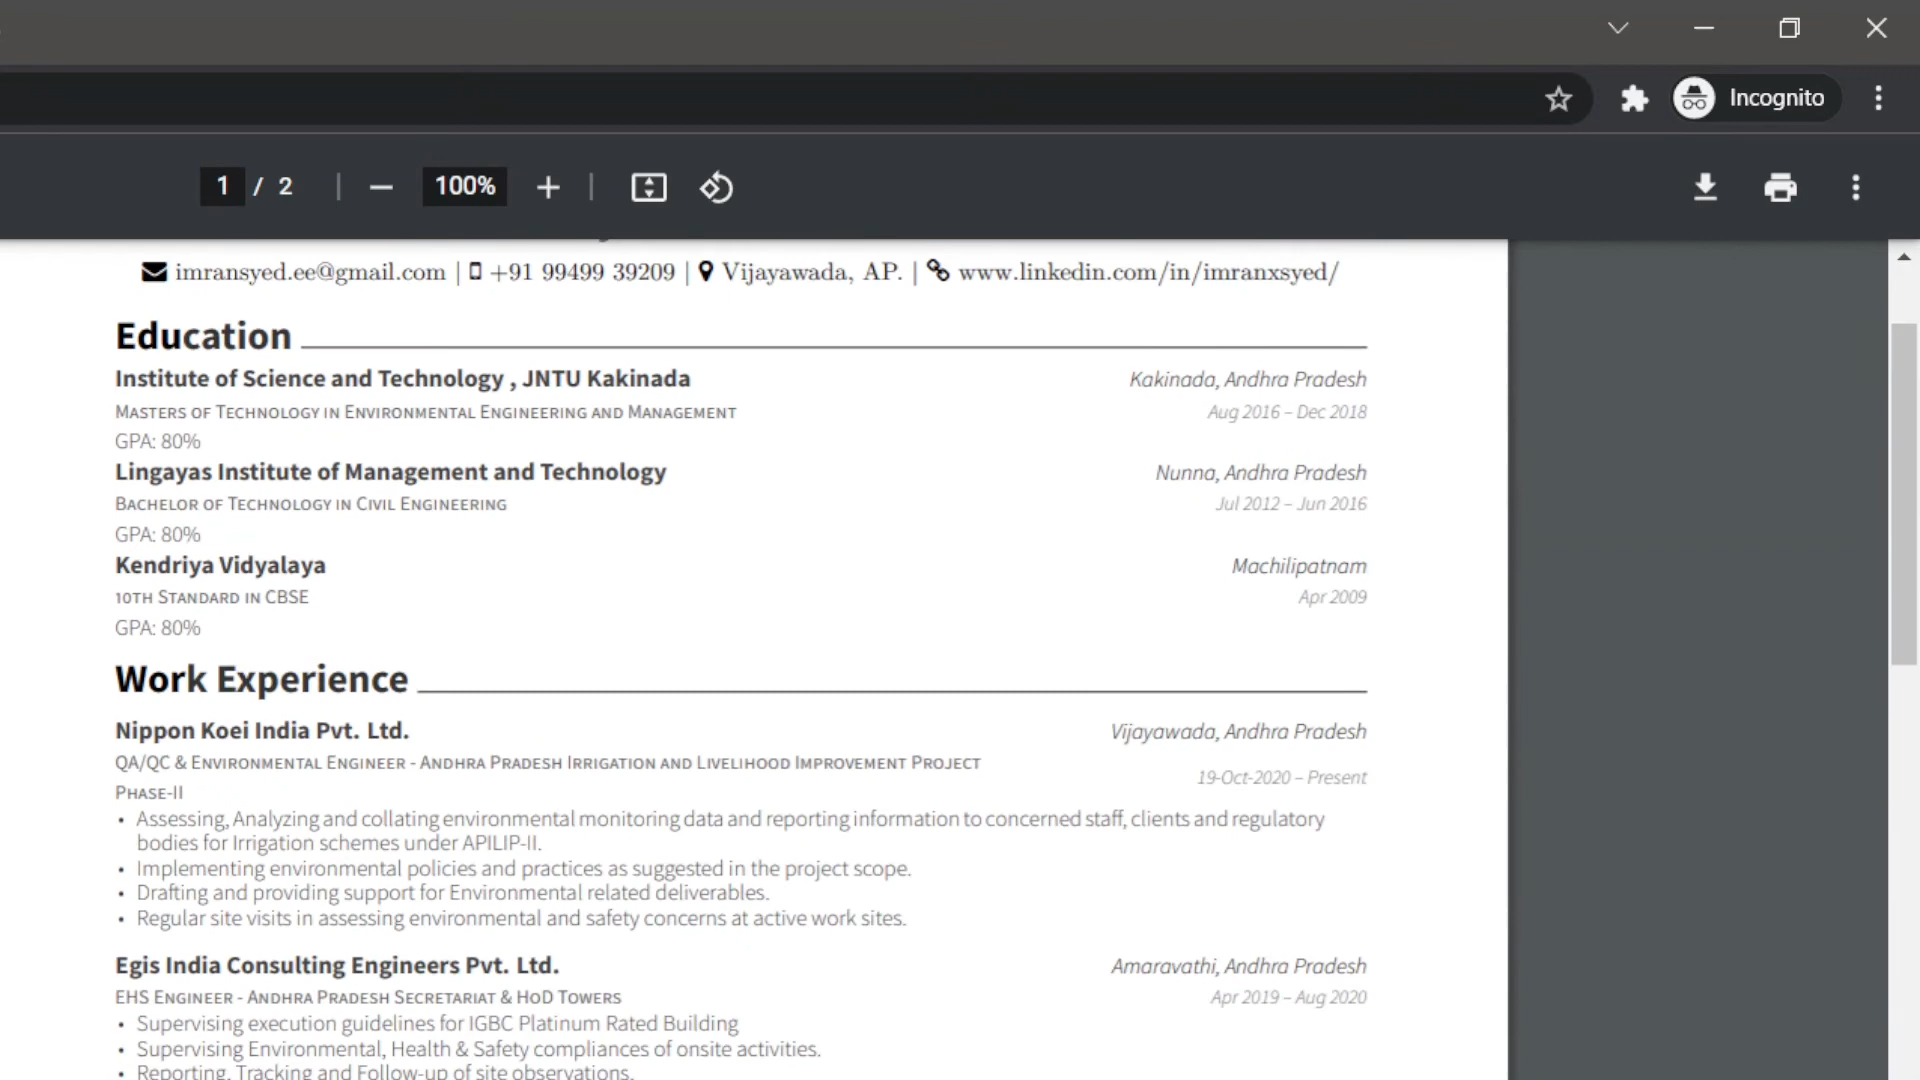 Incognito
1 / 2 | — 100% + |
imransyed.ee@gmail.com | +91 99499 39209 | Vijayawada, AP. | www.linkedin.com/in/imranxsyed/
Education
Institute of Science and Technology , JNTU Kakinada Kakinada, Andhra Pradesh
Masters of Technology in Environmental Engineering and Management Aug 2016 – Dec 2018
GPA: 80%
Lingayas Institute of Management and Technology Nunna, Andhra Pradesh
Bachelor of Technology in Civil Engineering Jul 2012 – Jun 2016
GPA: 80%
Kendriya Vidyalaya Machilipatnam
10th Standard in CBSE Apr 2009
GPA: 80%
Work Experience
Nippon Koei India Pvt. Ltd. Vijayawada, Andhra Pradesh
QA/QC & Environmental Engineer - Andhra Pradesh Irrigation and Livelihood Improvement Project
19-Oct-2020 – Present
Phase-II
• Assessing, Analyzing and collating environmental monitoring data and reporting information to concerned staff, clients and regulatory
bodies for Irrigation schemes under APILIP-II.
• Implementing environmental policies and practices as suggested in the project scope.
• Drafting and providing support for Environmental related deliverables.
• Regular site visits in assessing environmental and safety concerns at active work sites.
Egis India Consulting Engineers Pvt. Ltd. Amaravathi, Andhra Pradesh
EHS Engineer - Andhra Pradesh Secretariat & HoD Towers Apr 2019 – Aug 2020
• Supervising execution guidelines for IGBC Platinum Rated Building
• Supervising Environmental, Health & Safety compliances of onsite activities.
• Reporting, Tracking and Follow-up of site observations.